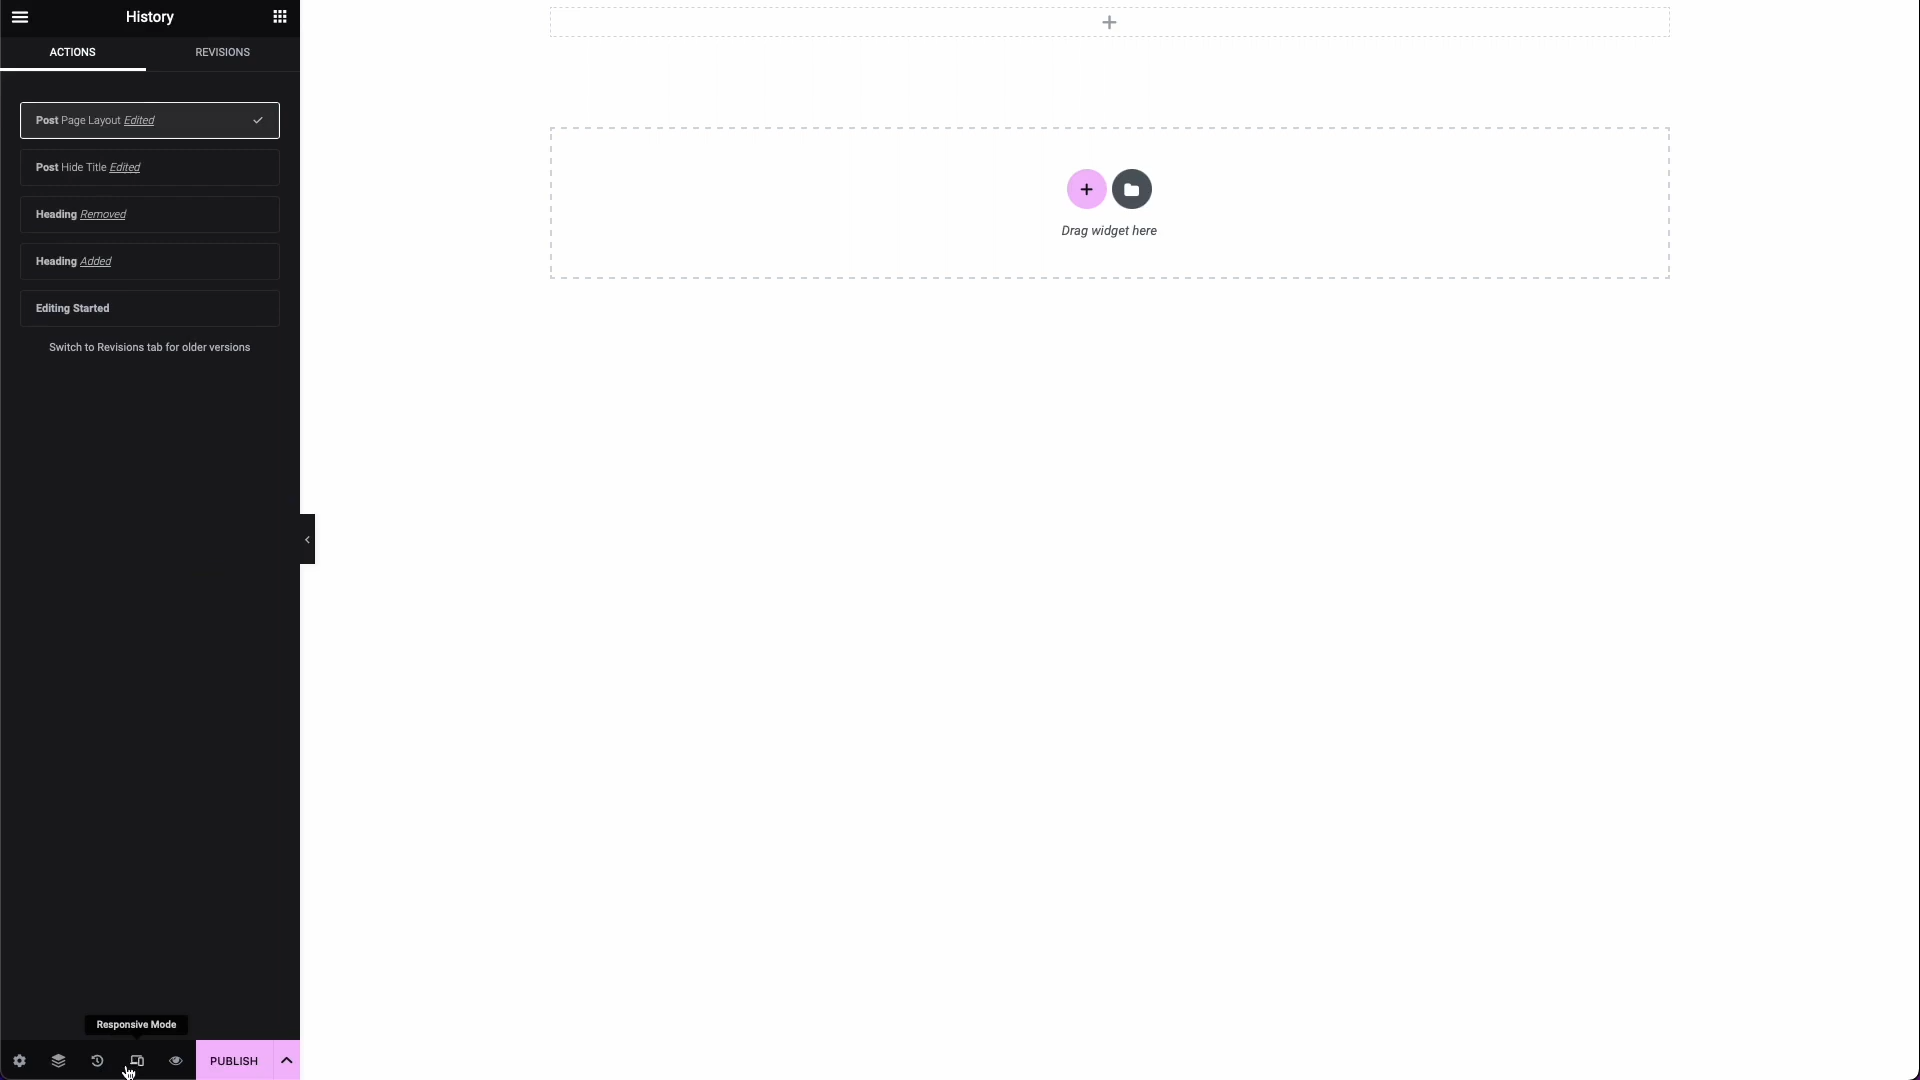 History
ACTIONS
REVISIONS
Post Page Layout Edited
Post Hide Title Edited
Heading Removed
Heading Added
Editing Started
Switch to Revisions tab for older versions
Drag widget here
Responsive Mode
PUBLISH